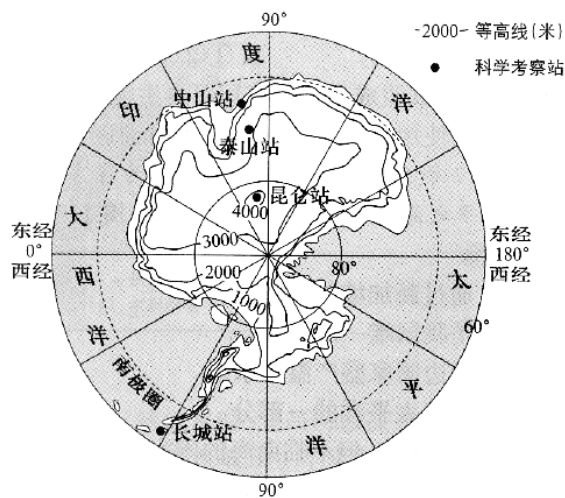 90°
-2000- 等高线(米)
科学考察站
度
印
洋
中山站
泰山站
昆仑站
4000
大
东经
0°
西经
3000
2000
1000
80°
东经
180°
西经
太
60°
西
洋
南极圈
平
长城站
洋
90°